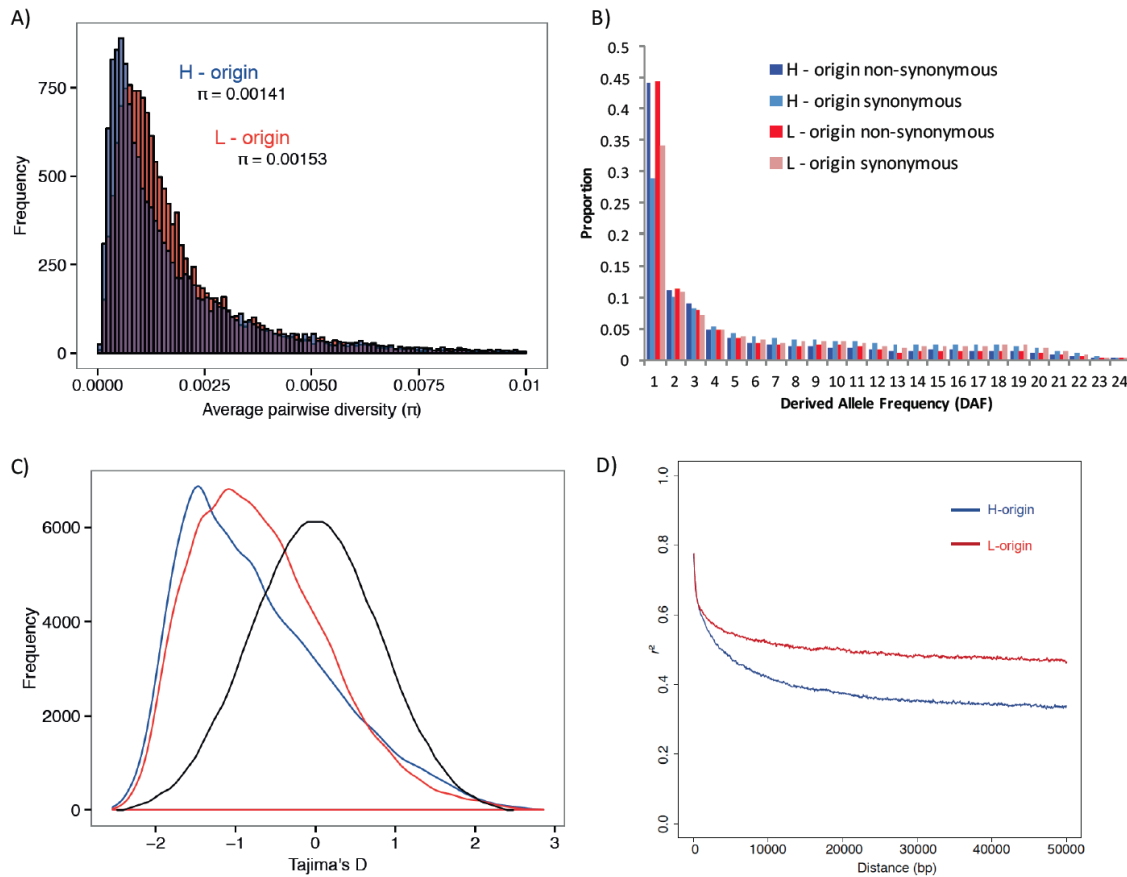 A)
H - origin
π = 0.00141
L - origin
π = 0.00153
Frequency
750
500
250
0
0.0000
0.0025
0.0050
0.0075
0.01
Average pairwise diversity (π)
B)
0.5
0.45
0.4
0.35
0.3
0.25
0.2
0.15
0.1
0.05
0
Proportion
H - origin non-synonymous
H - origin synonymous
L - origin non-synonymous
L - origin synonymous
1 2 3 4 5 6 7 8 9 10 11 12 13 14 15 16 17 18 19 20 21 22 23 24
Derived Allele Frequency (DAF)
C)
Frequency
6000
4000
2000
0
−2
−1
0
1
2
3
Tajima's D
D)
r²
1.0
0.8
0.6
0.4
0.2
0.0
H-origin
L-origin
0
10000
20000
30000
40000
50000
Distance (bp)